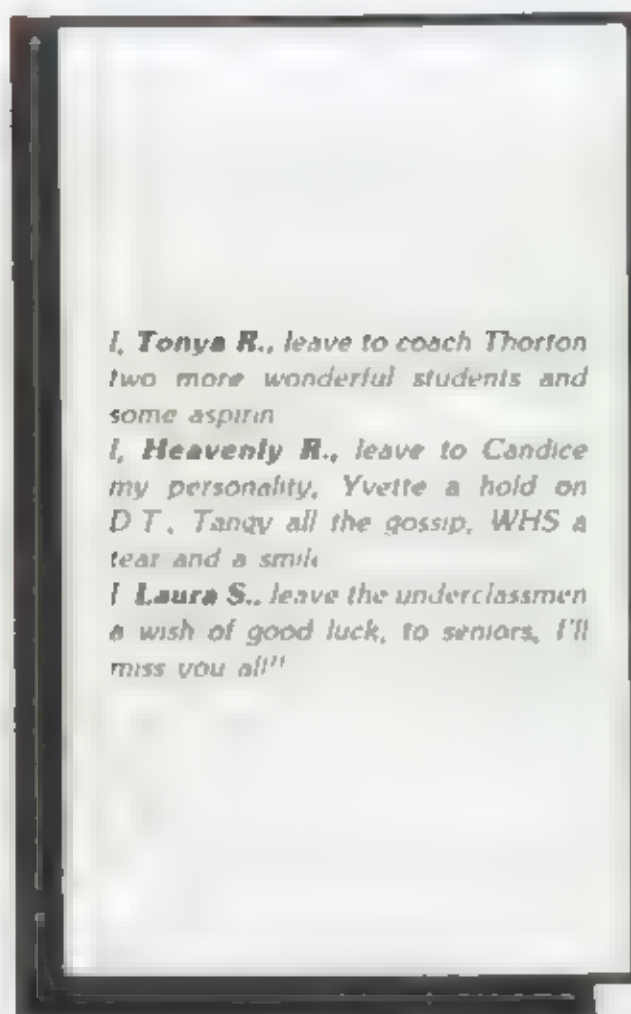 I, Tonya R., leave to coach Thorton
two more wonderful students and
some aspirin
I, Heavenly R., leave to Candice
my personality, Yvette a hold on
D.T., Tangy all the gossip, WHS a
tear and a smile
I Laura S., leave the underclassmen
a wish of good luck, to seniors, I'll
miss you all!!